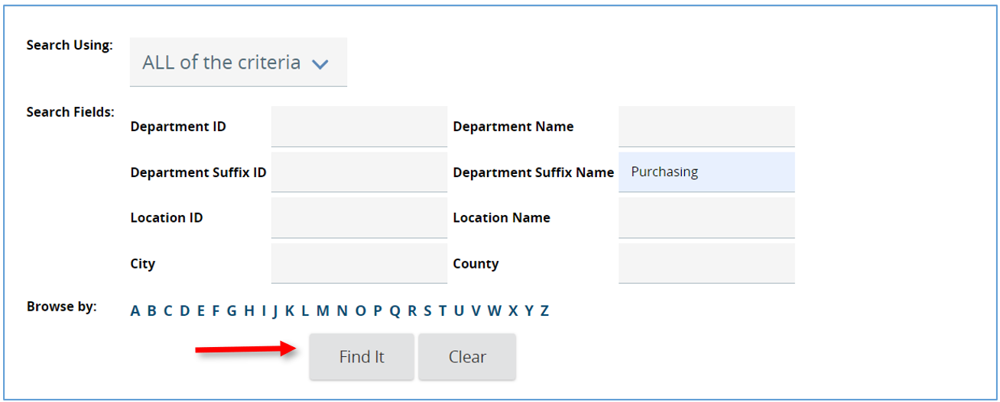 Search Using:
ALL of the criteria
Search Fields:
Department ID Department Name
Department Suffix ID Department Suffix Name Purchasing
Location ID Location Name
City County
Browse by: A B C D E F G H I J K L M N O P Q R S T U V W X Y Z
Find It Clear